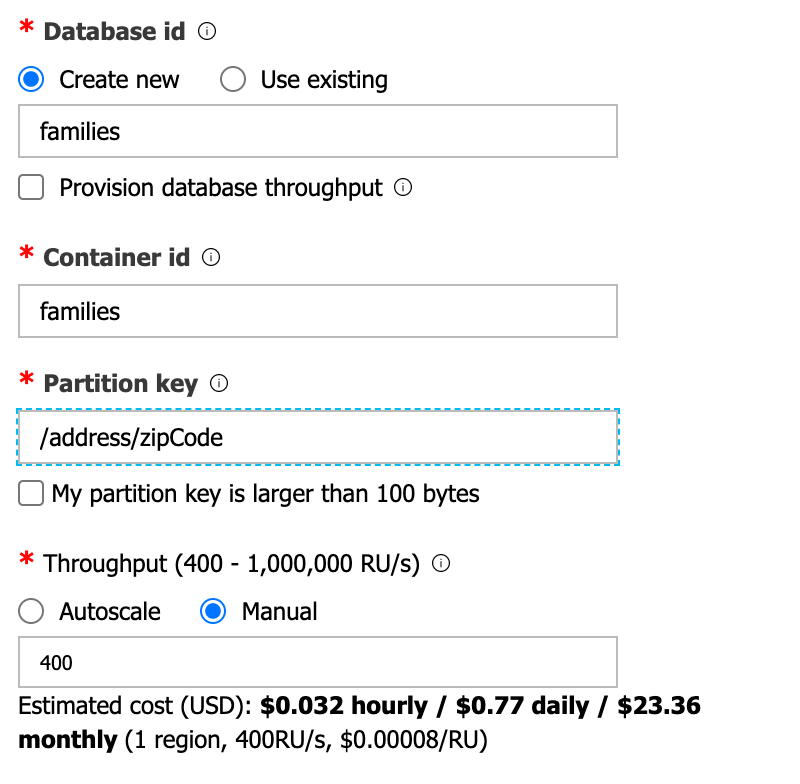 * Database id ⓘ
Create new Use existing
families
Provision database throughput ⓘ
* Container id ⓘ
families
* Partition key ⓘ
/address/zipCode
My partition key is larger than 100 bytes
* Throughput (400 - 1,000,000 RU/s) ⓘ
Autoscale Manual
400
Estimated cost (USD): $0.032 hourly / $0.77 daily / $23.36
monthly (1 region, 400RU/s, $0.00008/RU)